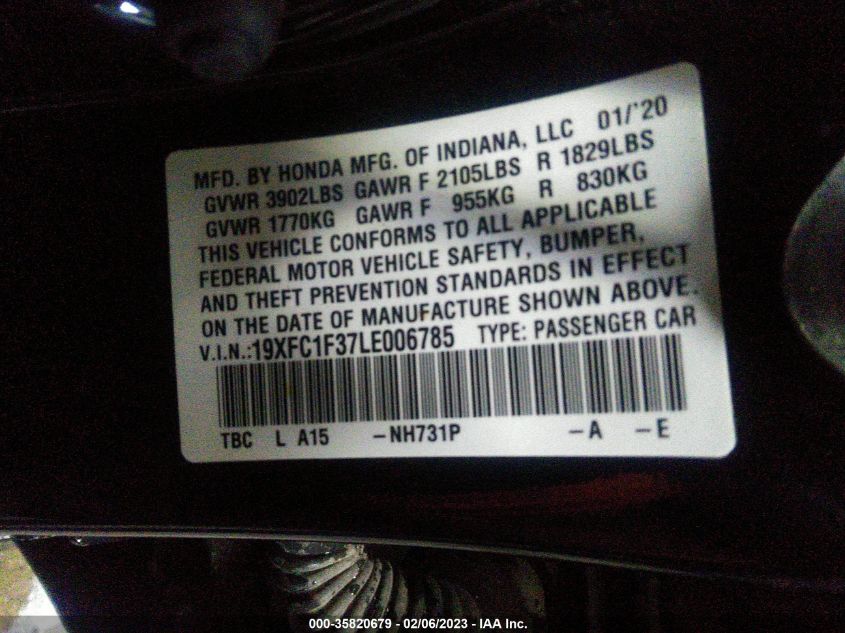 MFD. BY HONDA MFG. OF INDIANA, LLC 01/'20
GVWR 3902LBS GAWR F 2105LBS R 1829LBS
GVWR 1770KG GAWR F 955KG R 830KG
THIS VEHICLE CONFORMS TO ALL APPLICABLE
FEDERAL MOTOR VEHICLE SAFETY, BUMPER,
AND THEFT PREVENTION STANDARDS IN EFFECT
ON THE DATE OF MANUFACTURE SHOWN ABOVE.
V.I.N.:19XFC1F37LE006785 TYPE: PASSENGER CAR
TBC L A15 –NH731P –A –E
000-35820679 - 02/06/2023 - IAA Inc.